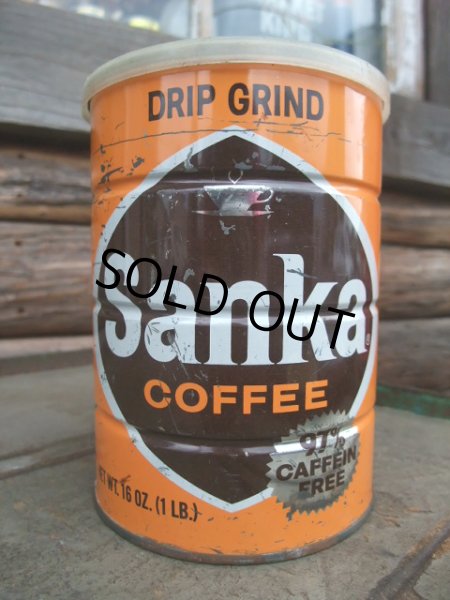 DRIP GRIND
Sanka®
SOLD OUT
COFFEE
97%
CAFFEIN
FREE
NET WT. 16 OZ. (1 LB.)